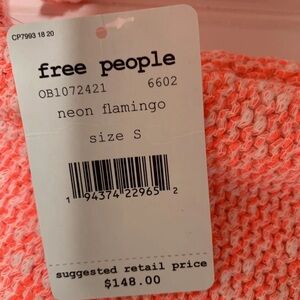 CP7993 18 20
free people
OB1072421 6602
neon flamingo
size S
1 94374 22965 2
suggested retail price
$148.00